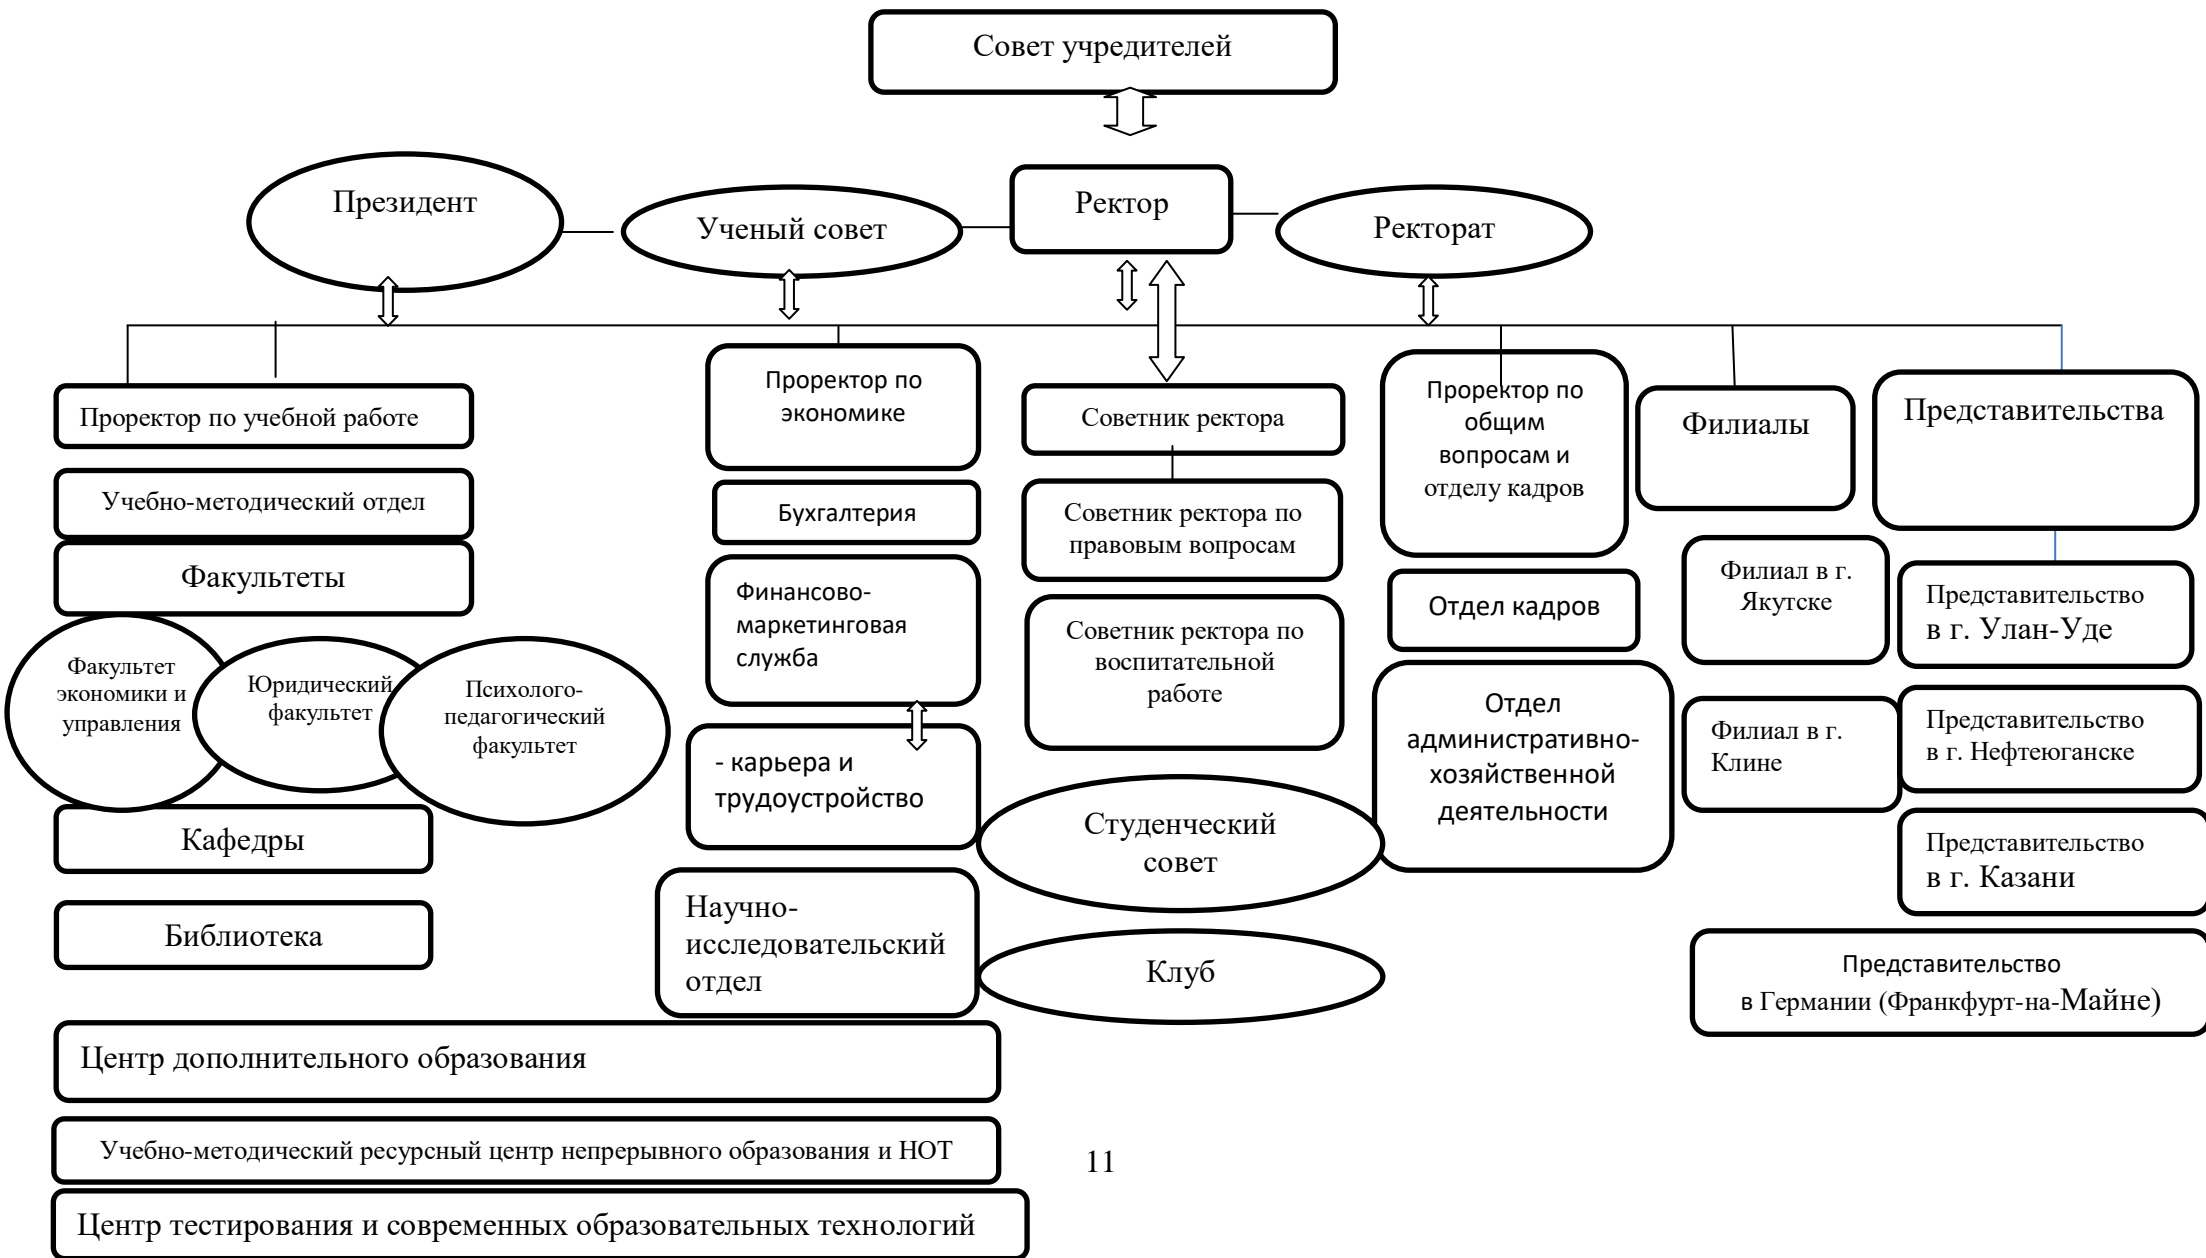 Совет учредителей
Президент
Ученый совет
Ректор
Ректорат
Проректор по учебной работе
Учебно-методический отдел
Факультеты
Факультет
экономики и
управления
Юридический
факультет
Психолого-
педагогический
факультет
Кафедры
Библиотека
Проректор по
экономике
Бухгалтерия
Финансово-
маркетинговая
служба
- карьера и
трудоустройство
Научно-
исследовательский
отдел
Советник ректора
Советник ректора по
правовым вопросам
Советник ректора по
воспитательной
работе
Студенческий
совет
Клуб
Проректор по
общим
вопросам и
отделу кадров
Отдел кадров
Отдел
административно-
хозяйственной
деятельности
Филиалы
Филиал в г.
Якутске
Филиал в г.
Клине
Представительства
Представительство
в г. Улан-Уде
Представительство
в г. Нефтеюганске
Представительство
в г. Казани
Представительство
в Германии (Франкфурт-на-Майне)
Центр дополнительного образования
Учебно-методический ресурсный центр непрерывного образования и НОТ
Центр тестирования и современных образовательных технологий
11